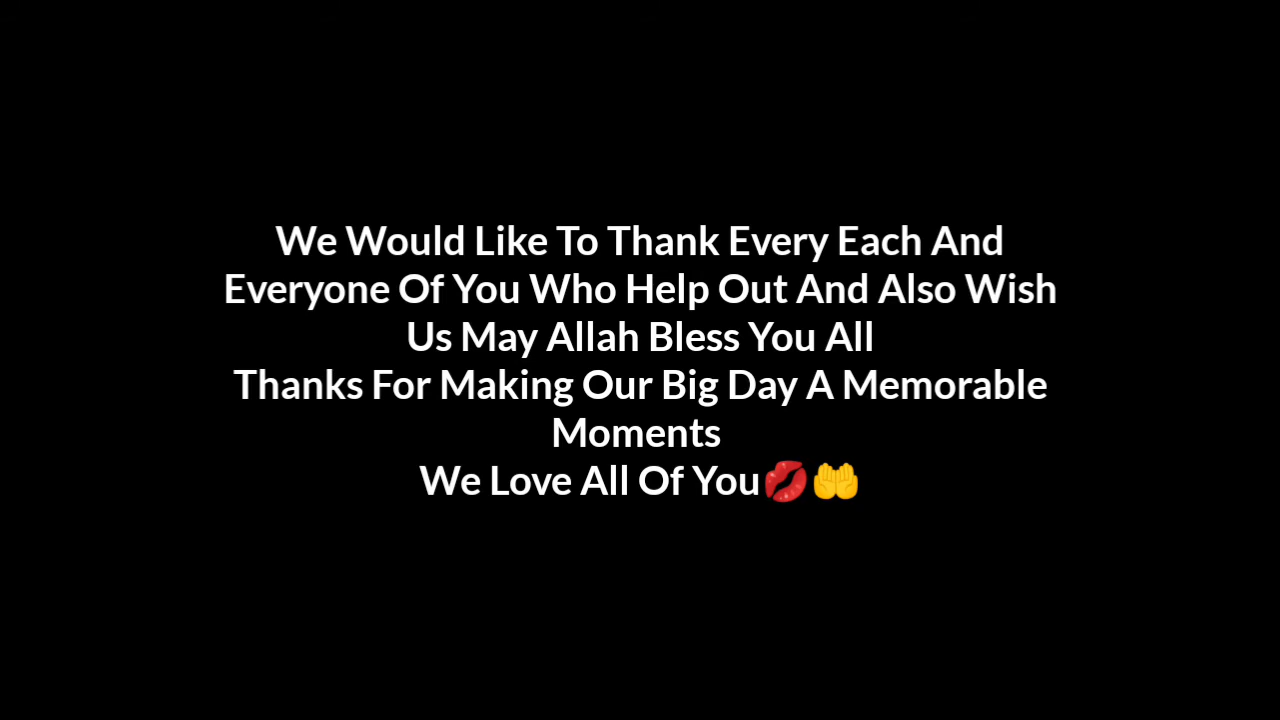 We Would Like To Thank Every Each And
Everyone Of You Who Help Out And Also Wish
Us May Allah Bless You All
Thanks For Making Our Big Day A Memorable
Moments
We Love All Of You💋🤲